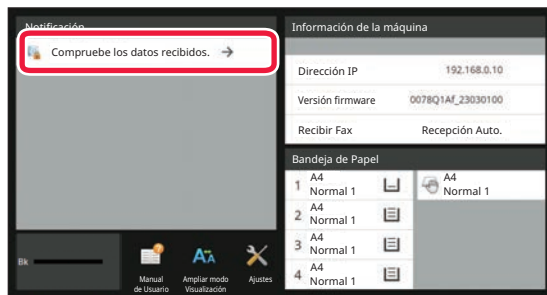 Notificación
Compruebe los datos recibidos. →
Información de la máquina
Dirección IP 192.168.0.10
Versión firmware 0078Q1Af_23030100
Recibir Fax Recepción Auto.
Bandeja de Papel
1 A4
Normal 1
A4
Normal 1
2 A4
Normal 1
3 A4
Normal 1
4 A4
Normal 1
Bk
Manual
de Usuario
Ampliar modo
Visualización
Ajustes